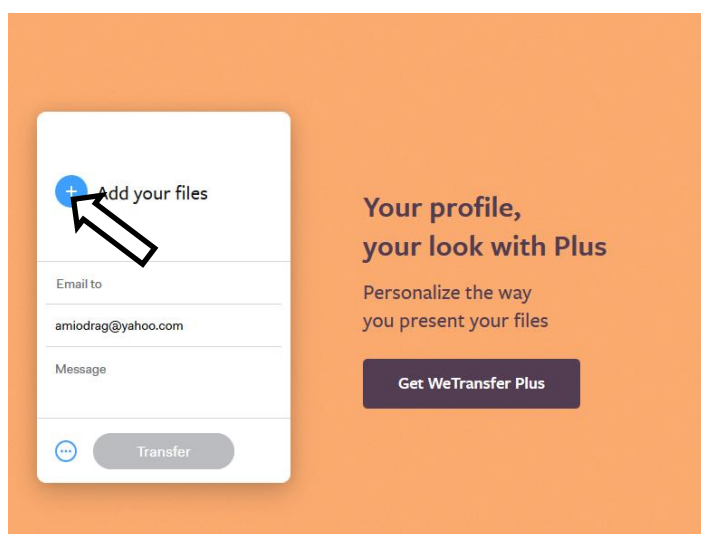 Add your files
Email to
amiodrag@yahoo.com
Message
Transfer
Your profile,
your look with Plus
Personalize the way
you present your files
Get WeTransfer Plus